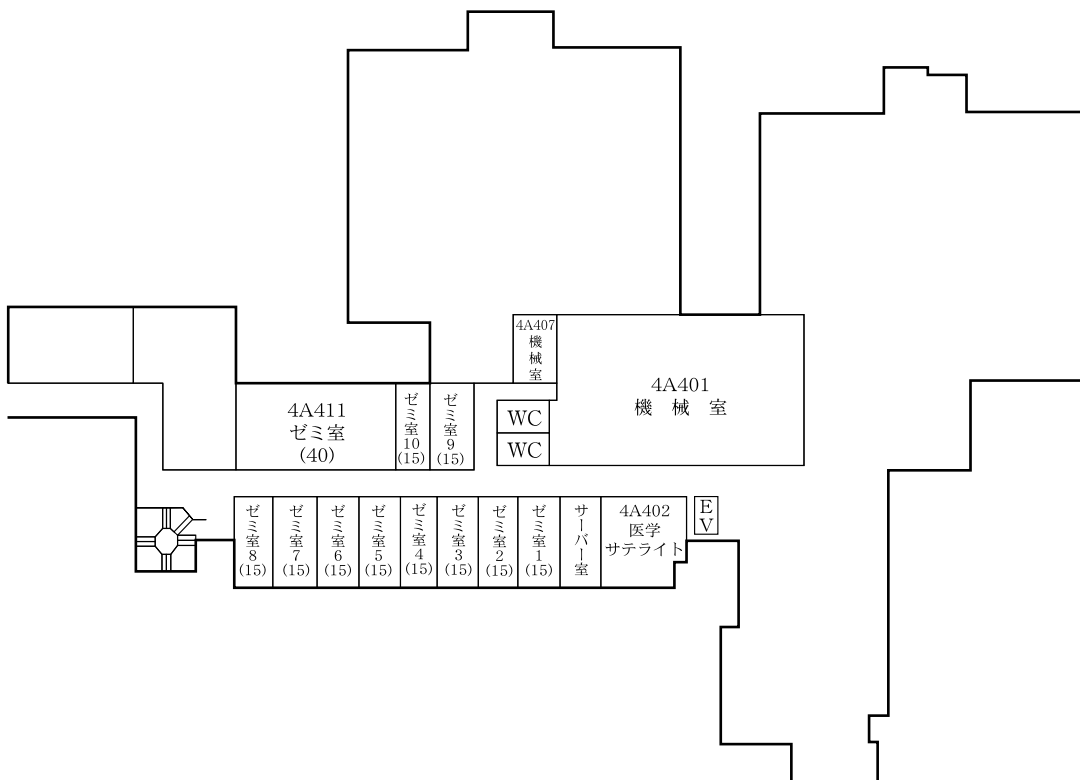 4A407
機械室
4A401
機 械 室
4A411
ゼミ室
(40)
ゼミ室10
(15)
ゼミ室9
(15)
WC
WC
ゼミ室8
(15)
ゼミ室7
(15)
ゼミ室6
(15)
ゼミ室5
(15)
ゼミ室4
(15)
ゼミ室3
(15)
ゼミ室2
(15)
ゼミ室1
(15)
サーバー室
4A402
医学
サテライト
EV